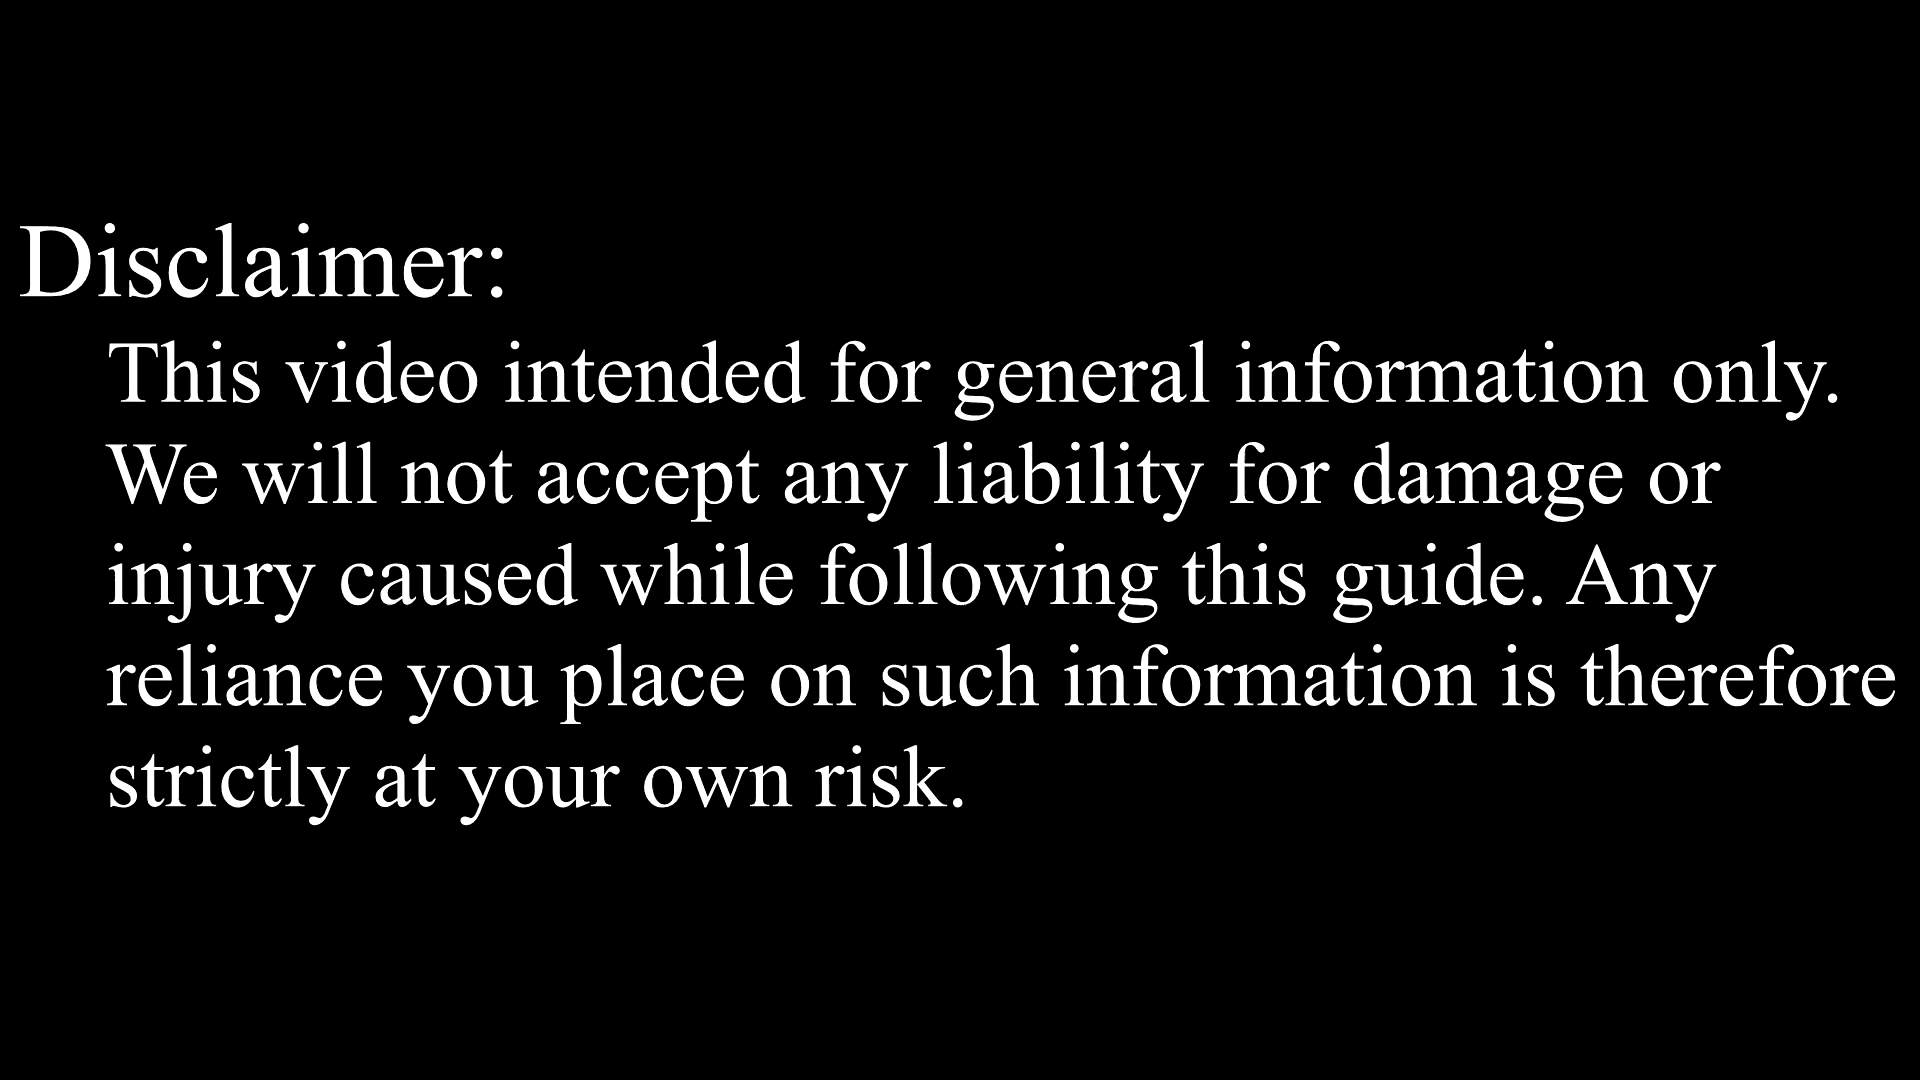 Disclaimer:
This video intended for general information only.
We will not accept any liability for damage or
injury caused while following this guide. Any
reliance you place on such information is therefore
strictly at your own risk.